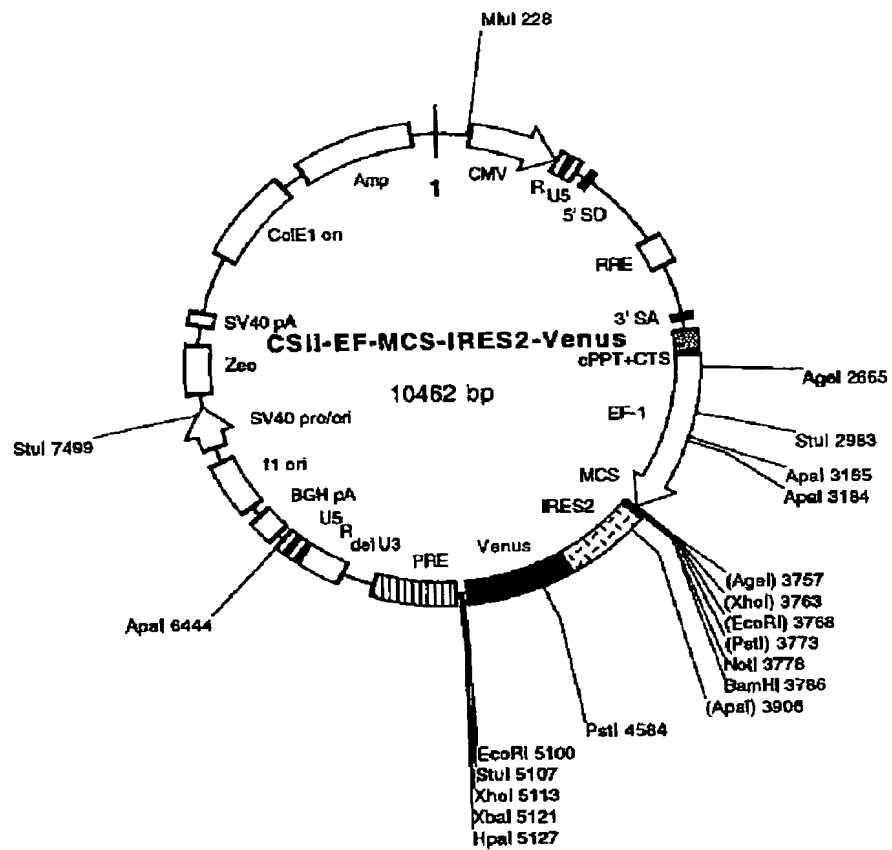 MluI 228
CMV
R
U5
5' SD
RRE
3' SA
cPPT+CTS
AgeI 2665
EF-1
StuI 2983
ApaI 3165
ApaI 3184
MCS
IRES2
(AgeI) 3757
(XhoI) 3763
(EcoRI) 3768
(PstI) 3773
NotI 3778
BamHI 3786
(ApaI) 3906
PstI 4584
Venus
EcoRI 5100
StuI 5107
XhoI 5113
XbaI 5121
HpaI 5127
PRE
del U3
R
U5
BGH pA
ApaI 6444
f1 ori
SV40 pro/ori
StuI 7499
Zeo
SV40 pA
ColE1 ori
Amp
1
CSII-EF-MCS-IRES2-Venus
10462 bp